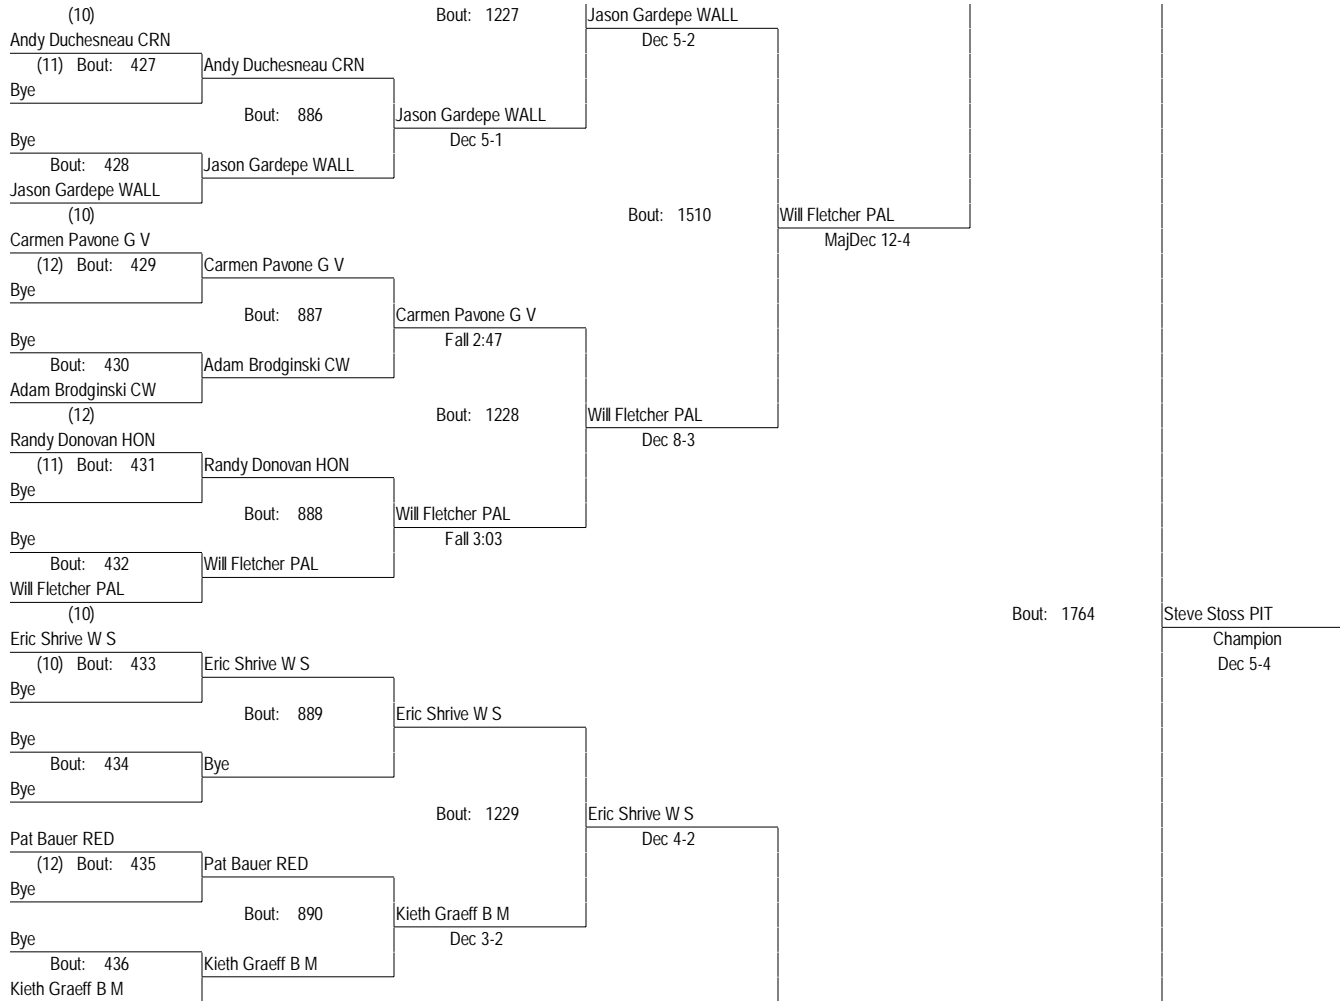 (10) Bout: 1227 Jason Gardepe WALL
Andy Duchesneau CRN Dec 5-2
(11) Bout: 427 Andy Duchesneau CRN
Bye
Bout: 886 Jason Gardepe WALL
Bye Dec 5-1
Bout: 428 Jason Gardepe WALL
Jason Gardepe WALL
(10) Bout: 1510 Will Fletcher PAL
Carmen Pavone G V MajDec 12-4
(12) Bout: 429 Carmen Pavone G V
Bye
Bout: 887 Carmen Pavone G V
Bye Fall 2:47
Bout: 430 Adam Brodginski CW
Adam Brodginski CW
(12) Bout: 1228 Will Fletcher PAL
Randy Donovan HON Dec 8-3
(11) Bout: 431 Randy Donovan HON
Bye
Bout: 888 Will Fletcher PAL
Bye Fall 3:03
Bout: 432 Will Fletcher PAL
Will Fletcher PAL
(10) Bout: 1764 Steve Stoss PIT
Eric Shrive W S Champion
(10) Bout: 433 Eric Shrive W S Dec 5-4
Bye
Bout: 889 Eric Shrive W S
Bye
Bout: 434 Bye
Bye
Bout: 1229 Eric Shrive W S
Pat Bauer RED Dec 4-2
(12) Bout: 435 Pat Bauer RED
Bye
Bout: 890 Kieth Graeff B M
Bye Dec 3-2
Bout: 436 Kieth Graeff B M
Kieth Graeff B M